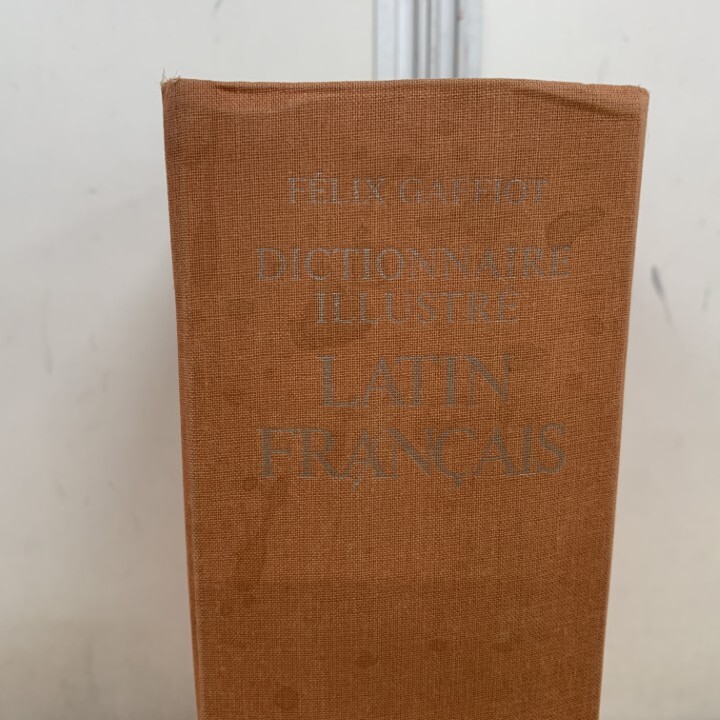 FÉLIX GAFFIOT
DICTIONNAIRE
ILLUSTRÉ
LATIN
FRANÇAIS